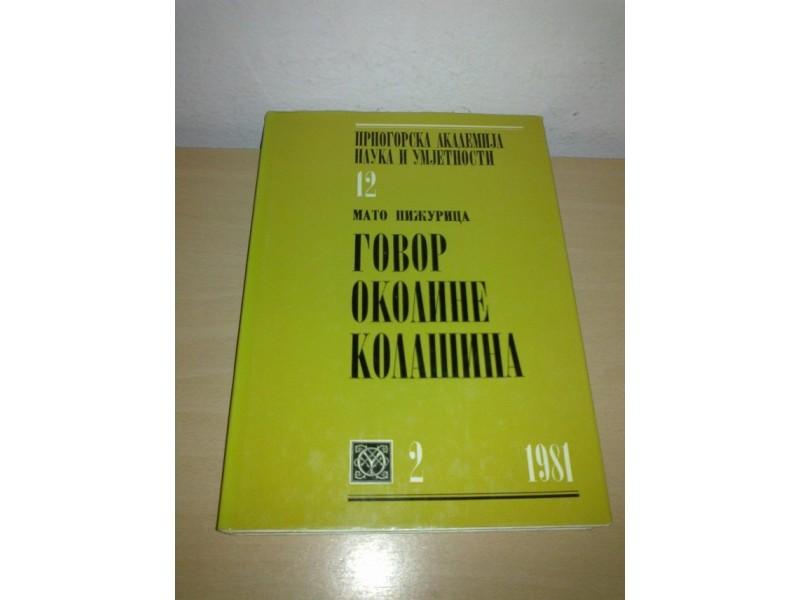 ЦРНОГОРСКА АКАДЕМИЈА
НАУКА И УМЈЕТНОСТИ
12
МАТО ПИЖУРИЦА
ГОВОР
ОКОЛИНЕ
КОЛАШИНА
2 1981